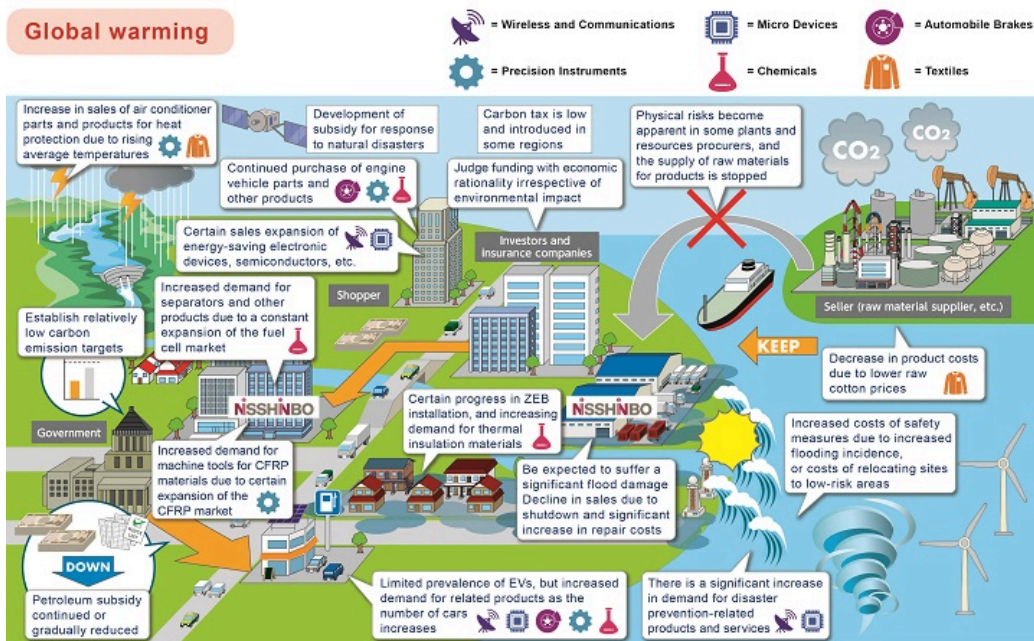 Global warming
= Wireless and Communications
= Micro Devices
= Automobile Brakes
= Precision Instruments
= Chemicals
= Textiles
Increase in sales of air conditioner
parts and products for heat
protection due to rising
average temperatures
Development of
subsidy for response
to natural disasters
Carbon tax is low
and introduced in
some regions
Physical risks become
apparent in some plants and
resources procurers, and
the supply of raw materials
for products is stopped
CO2
CO2
Continued purchase of engine
vehicle parts and
other products
Judge funding with economic
rationality irrespective of
environmental impact
Certain sales expansion of
energy-saving electronic
devices, semiconductors, etc.
Investors and
insurance companies
Shopper
Seller (raw material supplier, etc.)
Increased demand for
separators and other
products due to a constant
expansion of the fuel
cell market
Establish relatively
low carbon
emission targets
KEEP
Decrease in product costs
due to lower raw
cotton prices
NISSHINBO
NISSHINBO
Certain progress in ZEB
installation, and increasing
demand for thermal
insulation materials
Government
Increased demand for
machine tools for CFRP
materials due to certain
expansion of the
CFRP market
Be expected to suffer a
significant flood damage
Decline in sales due to
shutdown and significant
increase in repair costs
Increased costs of safety
measures due to increased
flooding incidence,
or costs of relocating sites
to low-risk areas
DOWN
Petroleum subsidy
continued or
gradually reduced
Limited prevalence of EVs, but increased
demand for related products as the
number of cars
increases
There is a significant increase
in demand for disaster
prevention-related
products and services